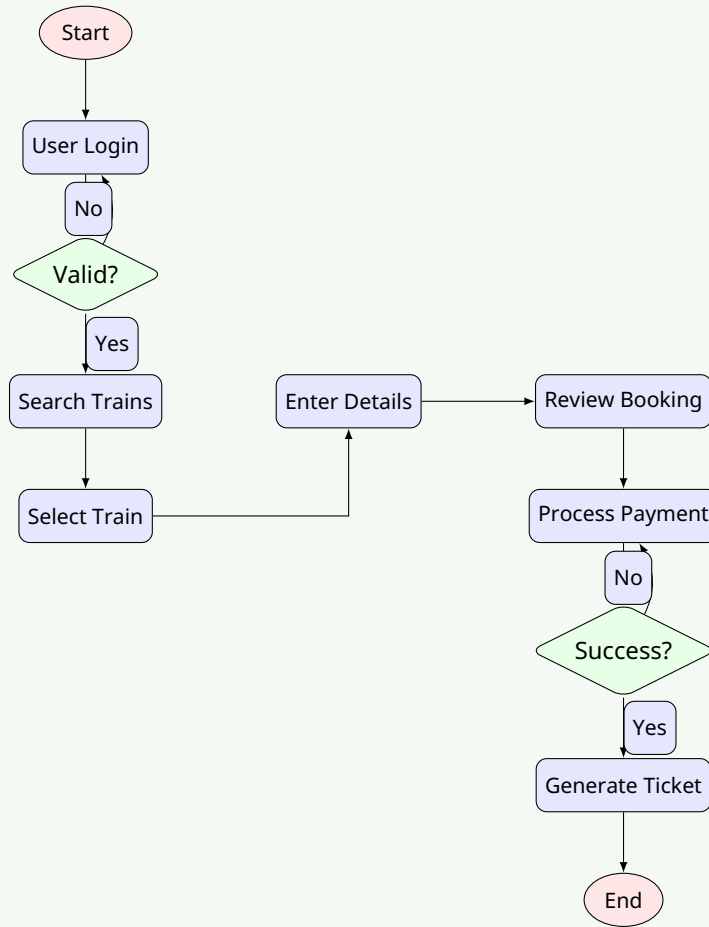 Start
User Login
No
Valid?
Yes
Search Trains
Select Train
Enter Details
Review Booking
Process Payment
No
Success?
Yes
Generate Ticket
End